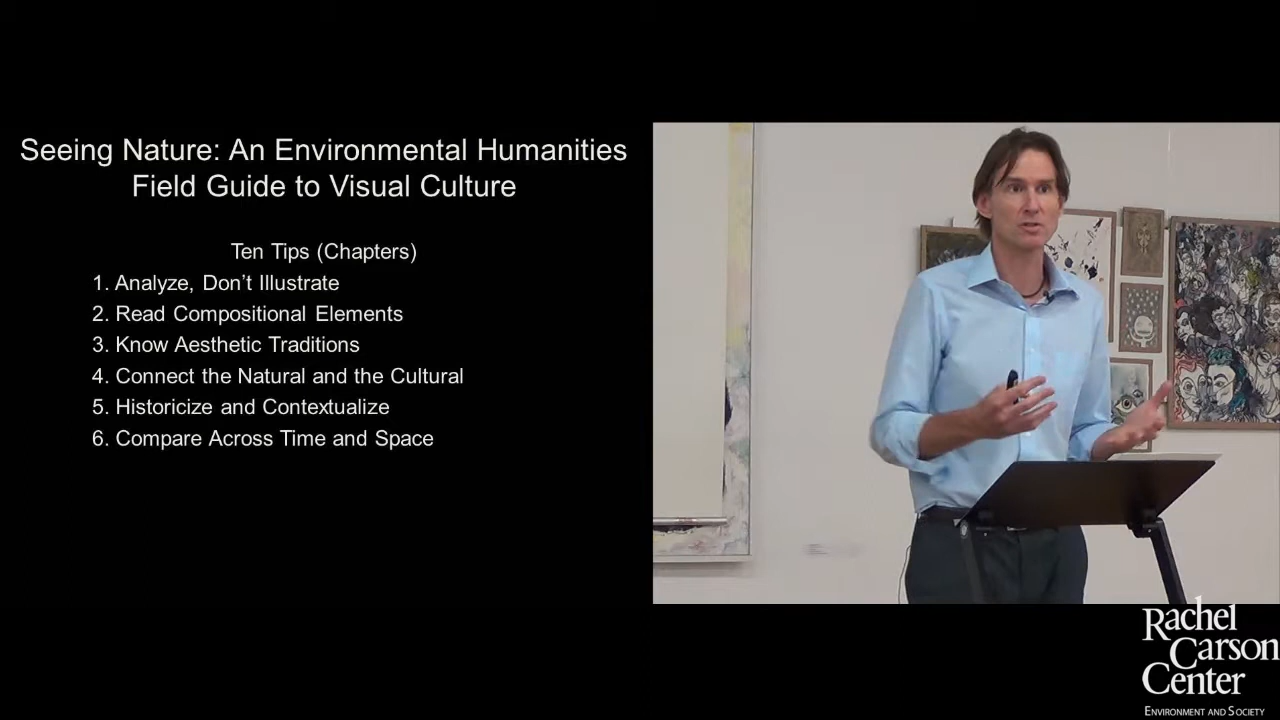 Seeing Nature: An Environmental Humanities
Field Guide to Visual Culture
Ten Tips (Chapters)
1. Analyze, Don’t Illustrate
2. Read Compositional Elements
3. Know Aesthetic Traditions
4. Connect the Natural and the Cultural
5. Historicize and Contextualize
6. Compare Across Time and Space
Rachel
Carson
Center
ENVIRONMENT AND SOCIETY